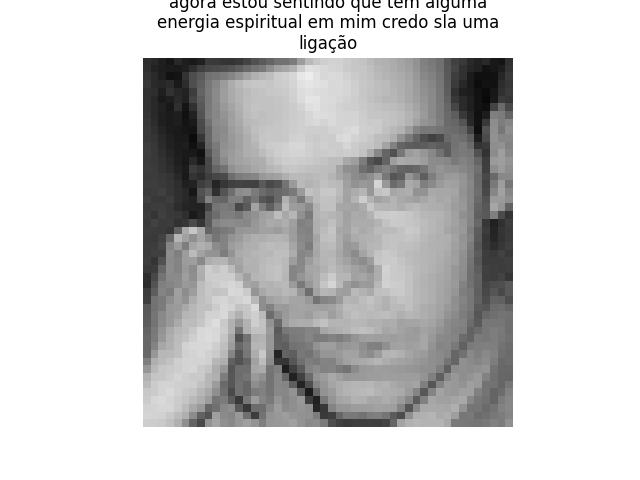 agora estou sentindo que tem alguma
energia espiritual em mim credo sla uma
ligação